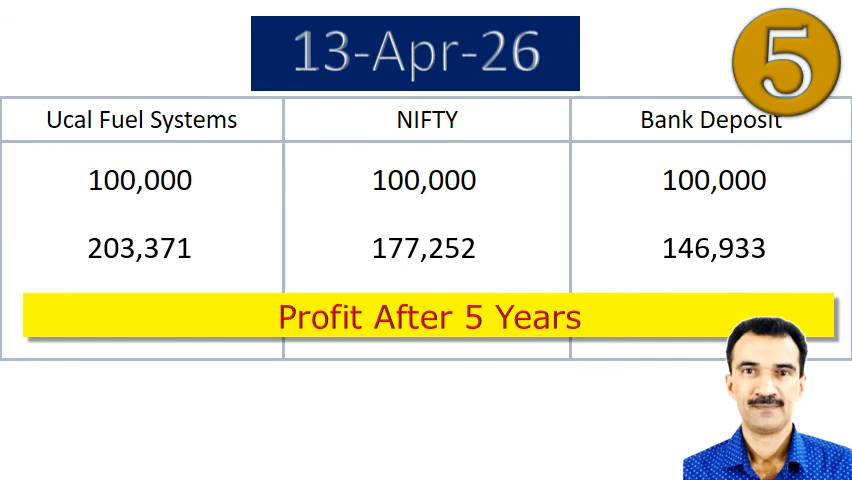 13-Apr-26
5
Ucal Fuel Systems NIFTY Bank Deposit
100,000 100,000 100,000
203,371 177,252 146,933
Profit After 5 Years